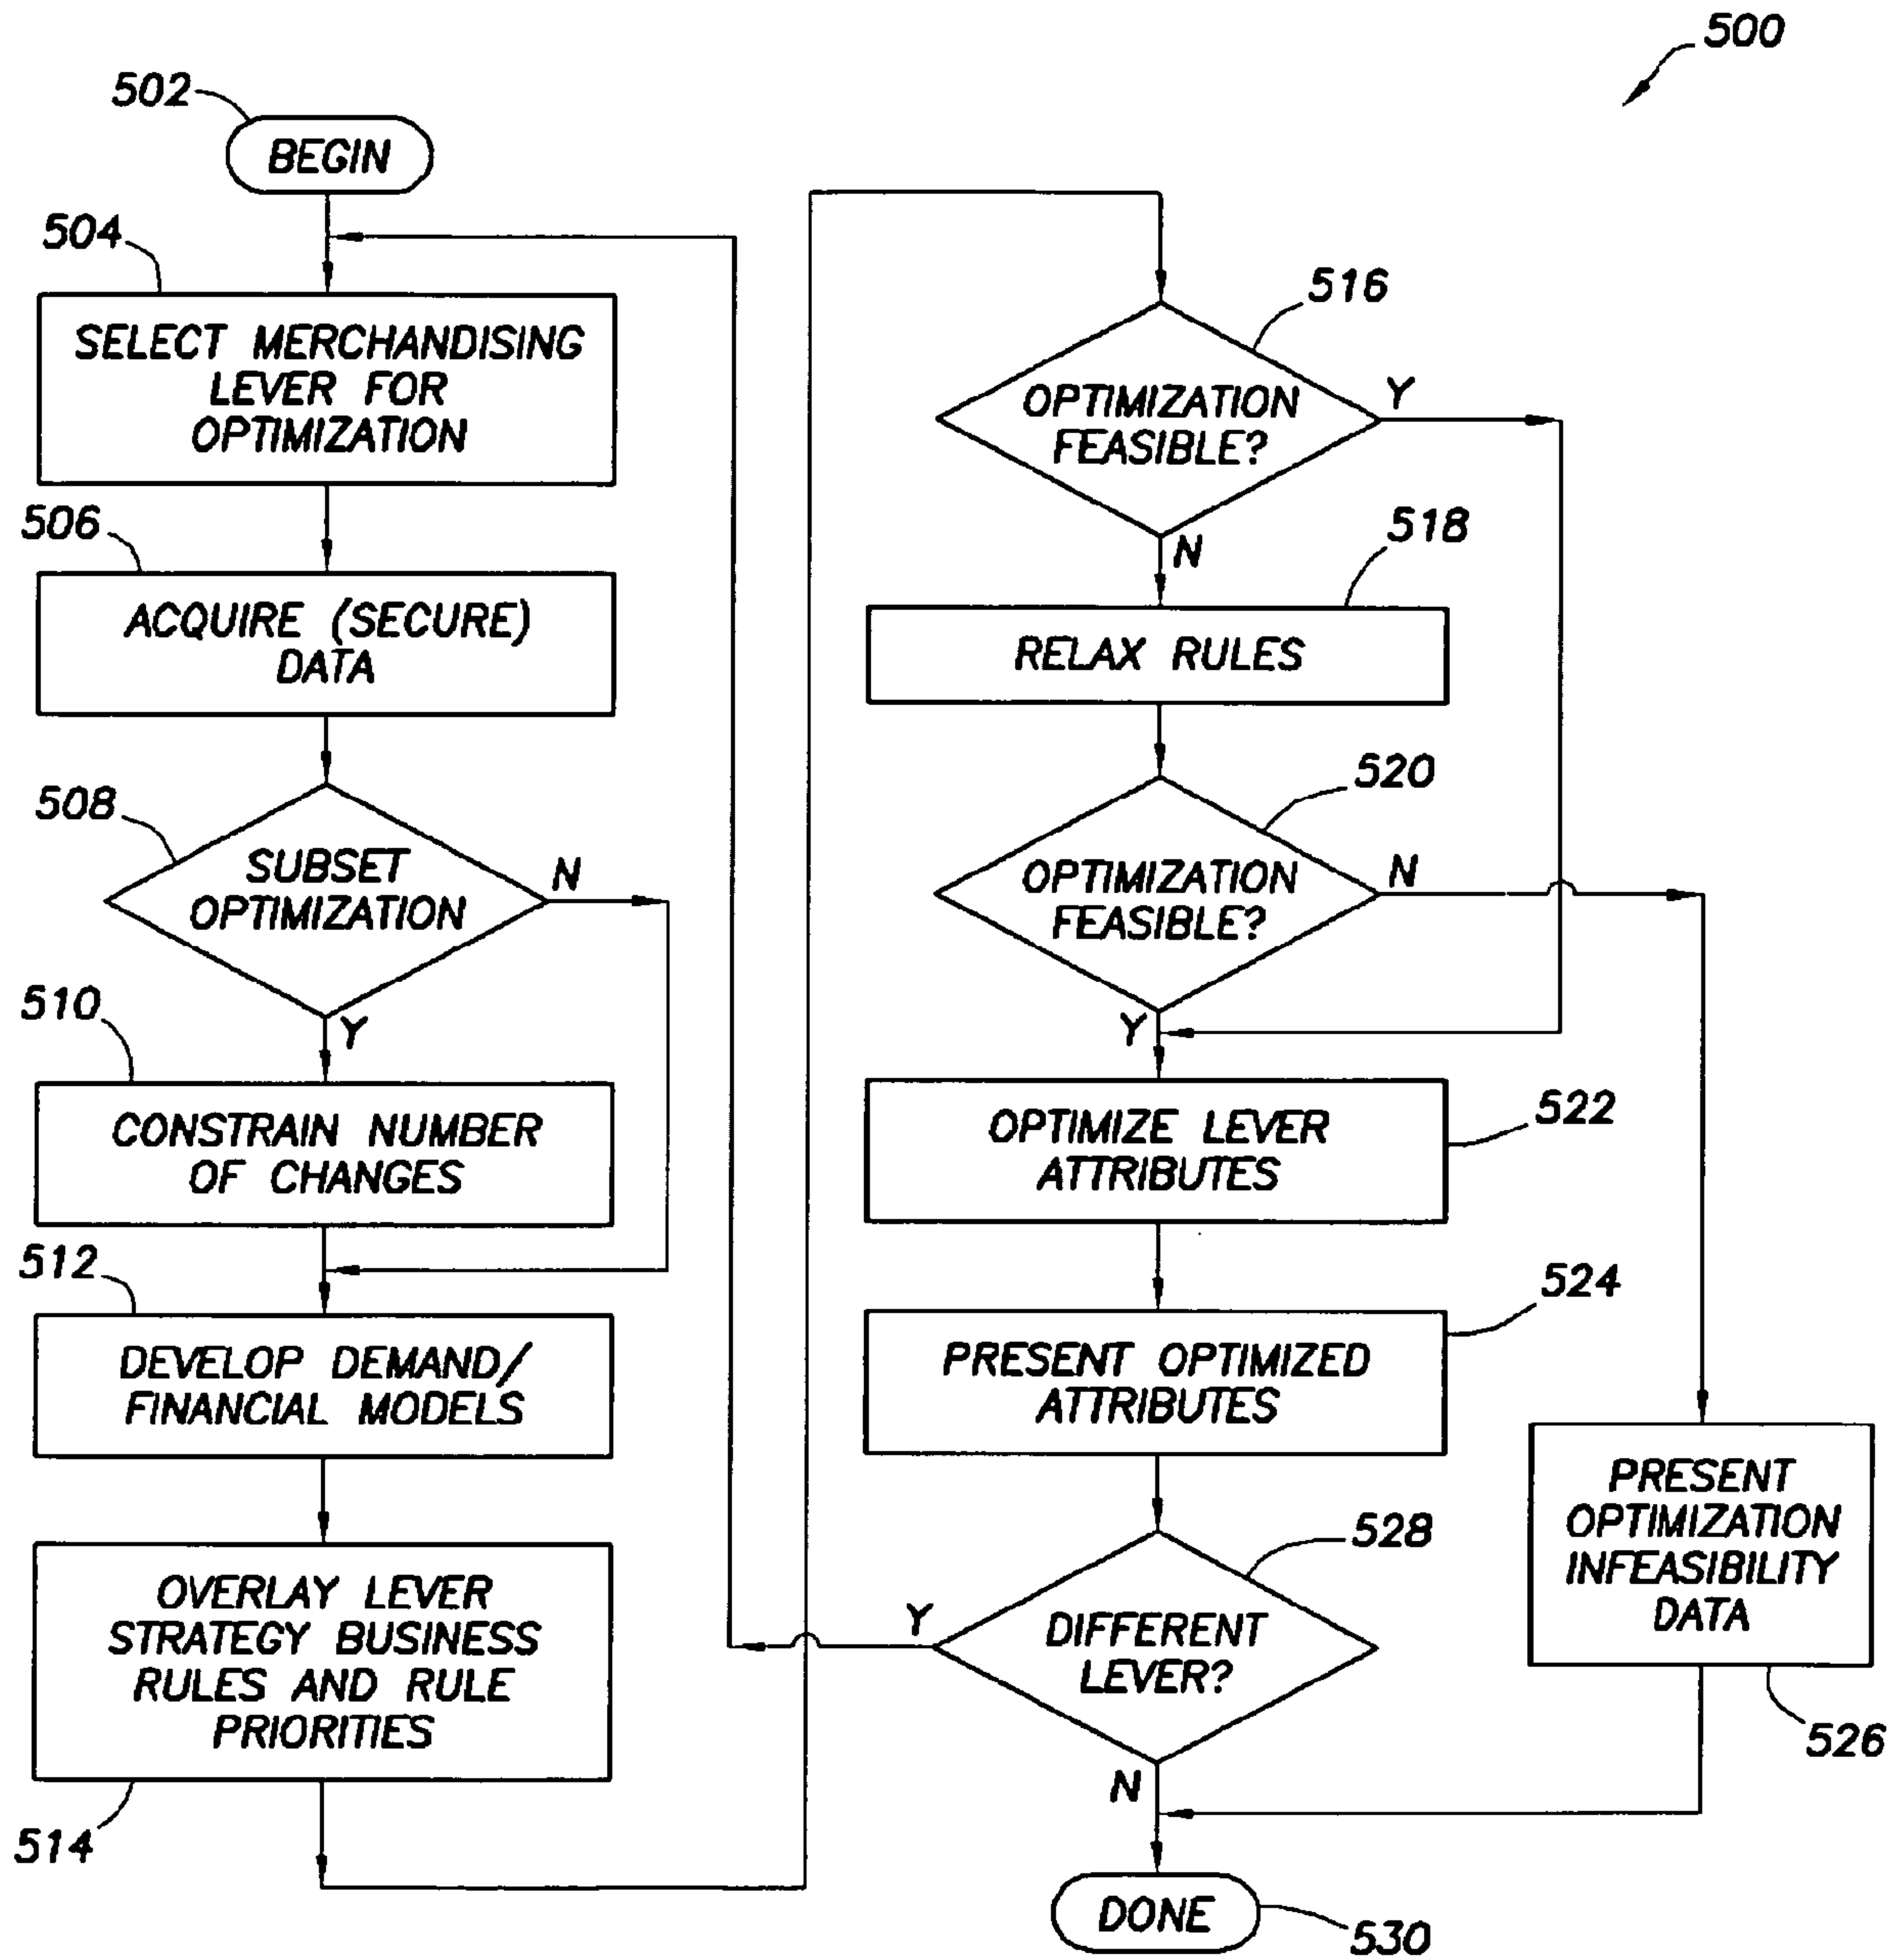 500
502
BEGIN
504
SELECT MERCHANDISING
LEVER FOR
OPTIMIZATION
506
ACQUIRE (SECURE)
DATA
508
SUBSET
OPTIMIZATION
N
Y
510
CONSTRAIN NUMBER
OF CHANGES
512
DEVELOP DEMAND/
FINANCIAL MODELS
OVERLAY LEVER
STRATEGY BUSINESS
RULES AND RULE
PRIORITIES
514
516
OPTIMIZATION
FEASIBLE?
Y
N
518
RELAX RULES
520
OPTIMIZATION
FEASIBLE?
N
Y
OPTIMIZE LEVER
ATTRIBUTES
522
524
PRESENT OPTIMIZED
ATTRIBUTES
PRESENT
OPTIMIZATION
INFEASIBILITY
DATA
526
528
DIFFERENT
LEVER?
Y
N
DONE
530